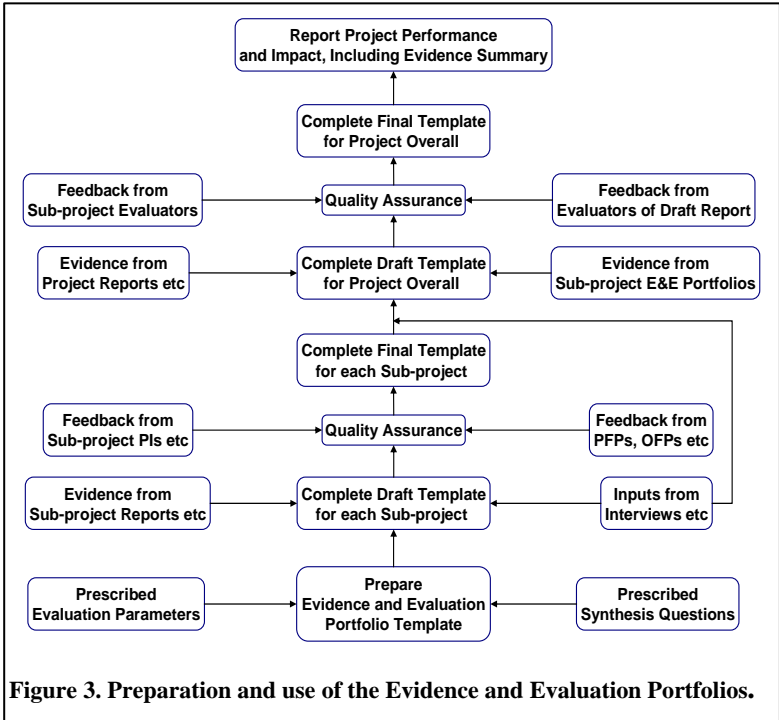 Report Project Performance
and Impact, Including Evidence Summary
Complete Final Template
for Project Overall
Feedback from
Sub-project Evaluators
Quality Assurance
Feedback from
Evaluators of Draft Report
Evidence from
Project Reports etc
Complete Draft Template
for Project Overall
Evidence from
Sub-project E&E Portfolios
Complete Final Template
for each Sub-project
Feedback from
Sub-project PIs etc
Quality Assurance
Feedback from
PFPs, OFPs etc
Evidence from
Sub-project Reports etc
Complete Draft Template
for each Sub-project
Inputs from
Interviews etc
Prescribed
Evaluation Parameters
Prepare
Evidence and Evaluation
Portfolio Template
Prescribed
Synthesis Questions
Figure 3. Preparation and use of the Evidence and Evaluation Portfolios.